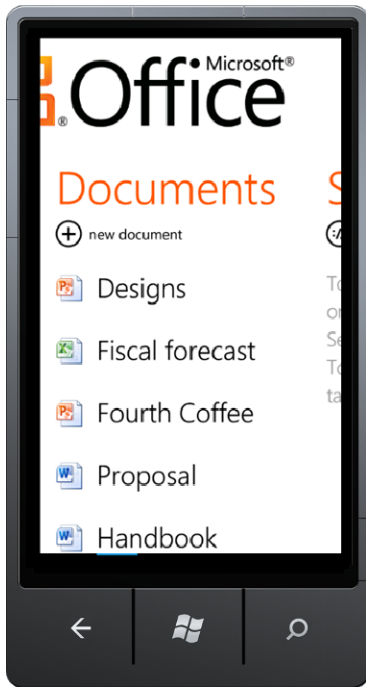 Microsoft®
Office
®
Documents
new document
Designs
Fiscal forecast
Fourth Coffee
Proposal
Handbook